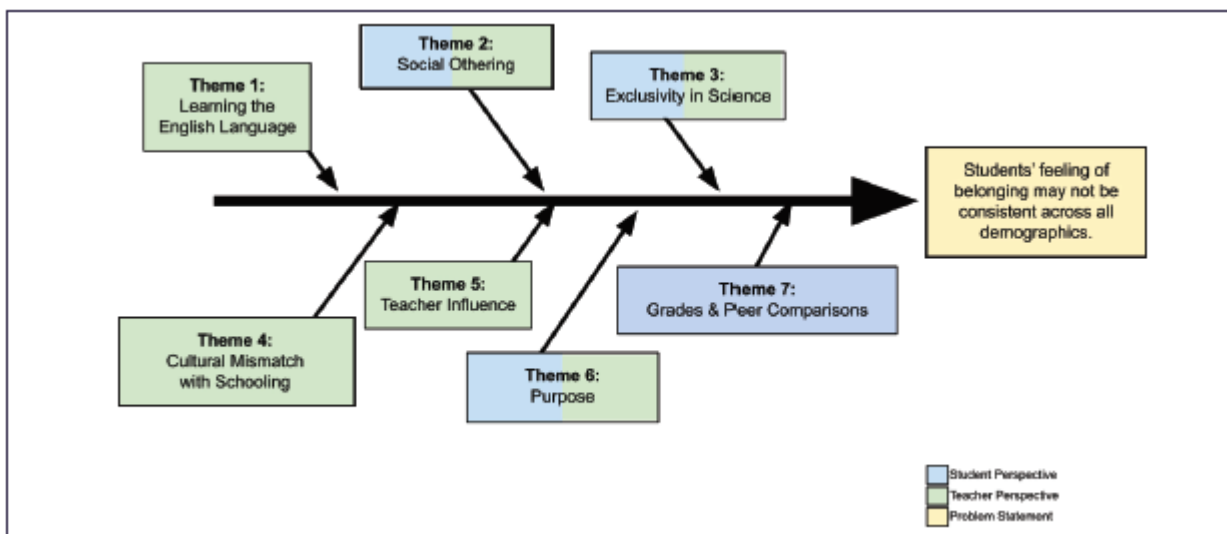 Theme 1:
Learning the
English Language
Theme 2:
Social Othering
Theme 3:
Exclusivity in Science
Students' feeling of
belonging may not be
consistent across all
demographics.
Theme 4:
Cultural Mismatch
with Schooling
Theme 5:
Teacher Influence
Theme 6:
Purpose
Theme 7:
Grades & Peer Comparisons
Student Perspective
Teacher Perspective
Problem Statement